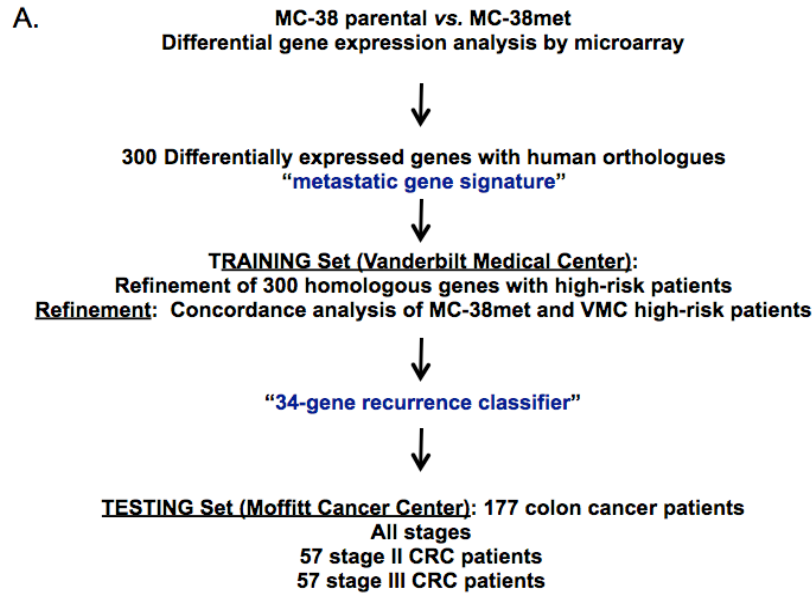 A.
MC-38 parental vs. MC-38met
Differential gene expression analysis by microarray
300 Differentially expressed genes with human orthologues
“metastatic gene signature”
TRAINING Set (Vanderbilt Medical Center):
Refinement of 300 homologous genes with high-risk patients
Refinement: Concordance analysis of MC-38met and VMC high-risk patients
“34-gene recurrence classifier”
TESTING Set (Moffitt Cancer Center): 177 colon cancer patients
All stages
57 stage II CRC patients
57 stage III CRC patients